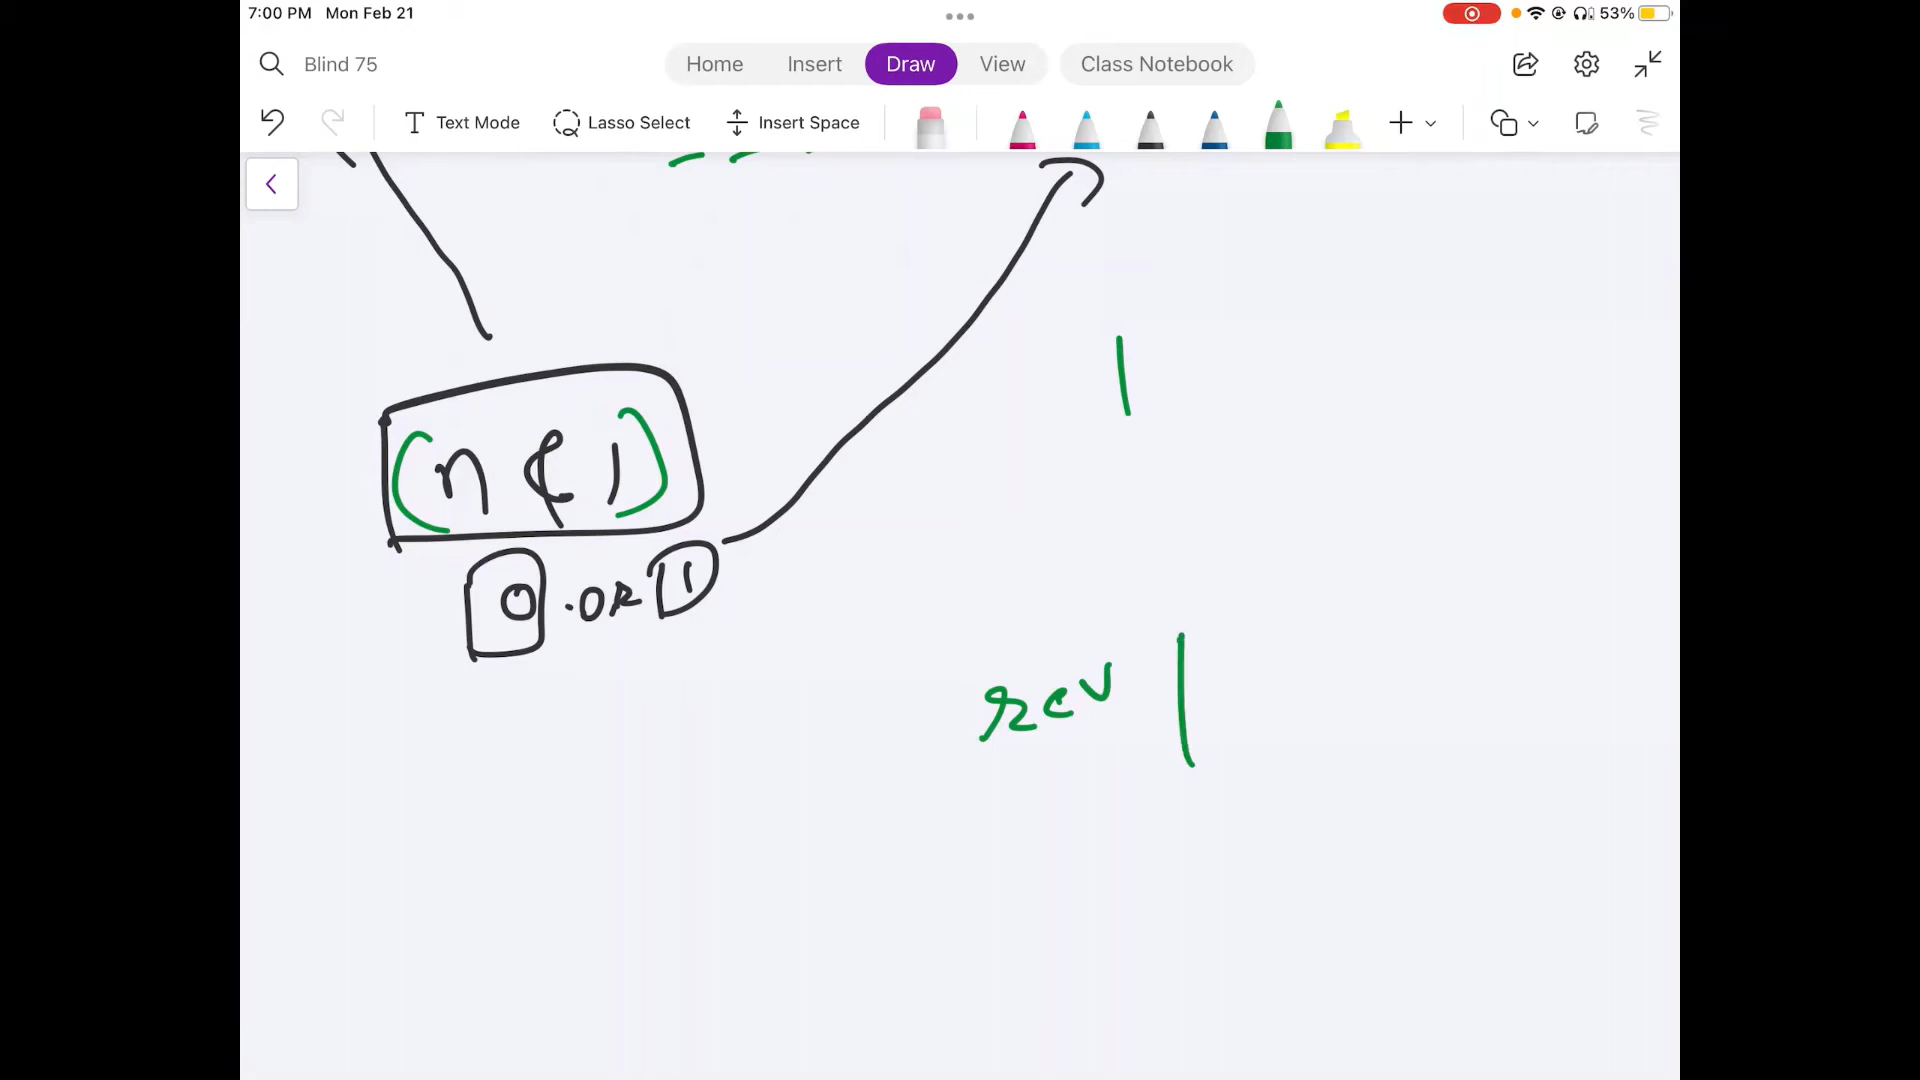 7:00 PM Mon Feb 21
53%
Blind 75
Home Insert Draw View Class Notebook
Text Mode Lasso Select Insert Space
|
(n & 1)
0 .OR 1
rev |